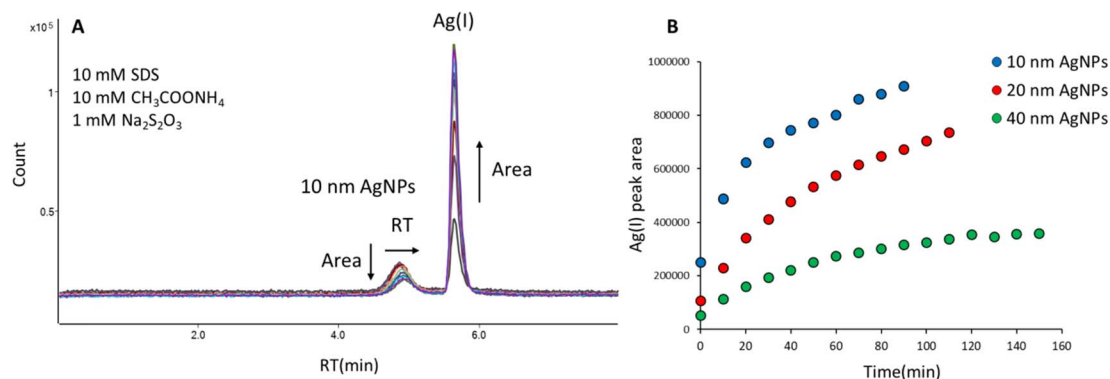 A
x10⁵
Ag(I)
10 mM SDS
10 mM CH₃COONH₄
1 mM Na₂S₂O₃
1
Count
Area
10 nm AgNPs
RT
0.5
Area
2.0
4.0
6.0
RT(min)
B
10 nm AgNPs
20 nm AgNPs
40 nm AgNPs
1000000
800000
600000
400000
200000
0
Ag(I) peak area
0 20 40 60 80 100 120 140 160
Time(min)